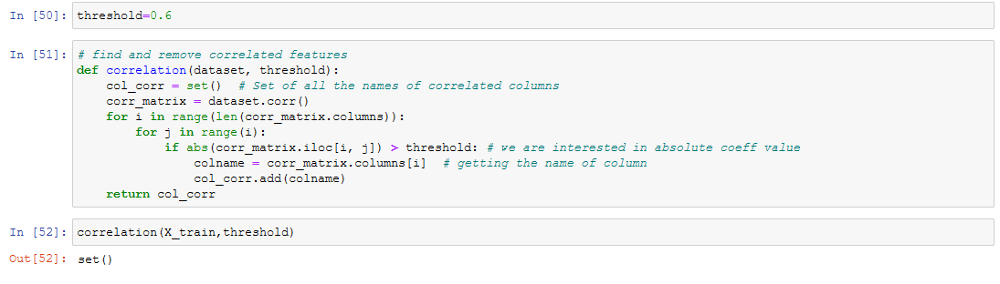 In [50]: threshold=0.6
In [51]: # find and remove correlated features
def correlation(dataset, threshold):
    col_corr = set()  # Set of all the names of correlated columns
    corr_matrix = dataset.corr()
    for i in range(len(corr_matrix.columns)):
        for j in range(i):
            if abs(corr_matrix.iloc[i, j]) > threshold: # we are interested in absolute coeff value
                colname = corr_matrix.columns[i]  # getting the name of column
                col_corr.add(colname)
    return col_corr
In [52]: correlation(X_train,threshold)
Out[52]: set()